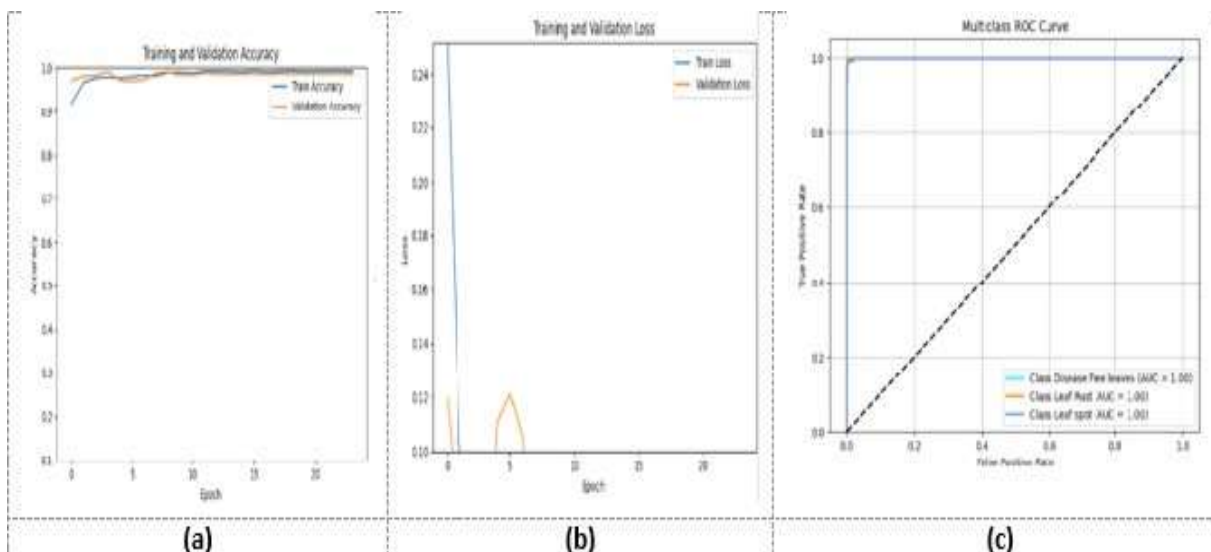 Training and Validation Accuracy
1.0
0.9
0.8
0.7
0.6
0.5
0.4
0.3
0.2
0.1
Accuracy
Train Accuracy
Validation Accuracy
0 5 10 15 20
Epoch
(a)
Training and Validation Loss
0.24
0.22
0.20
0.18
0.16
0.14
0.12
0.10
Loss
Train Loss
Validation Loss
0 5 10 15 20
Epoch
(b)
Multiclass ROC Curve
1.0
0.8
0.6
0.4
0.2
0.0
True Positive Rate
Class Disease Free leaves (AUC = 1.00)
Class Leaf Rust (AUC = 1.00)
Class Leaf spot (AUC = 1.00)
0.0 0.2 0.4 0.6 0.8 1.0
False Positive Rate
(c)